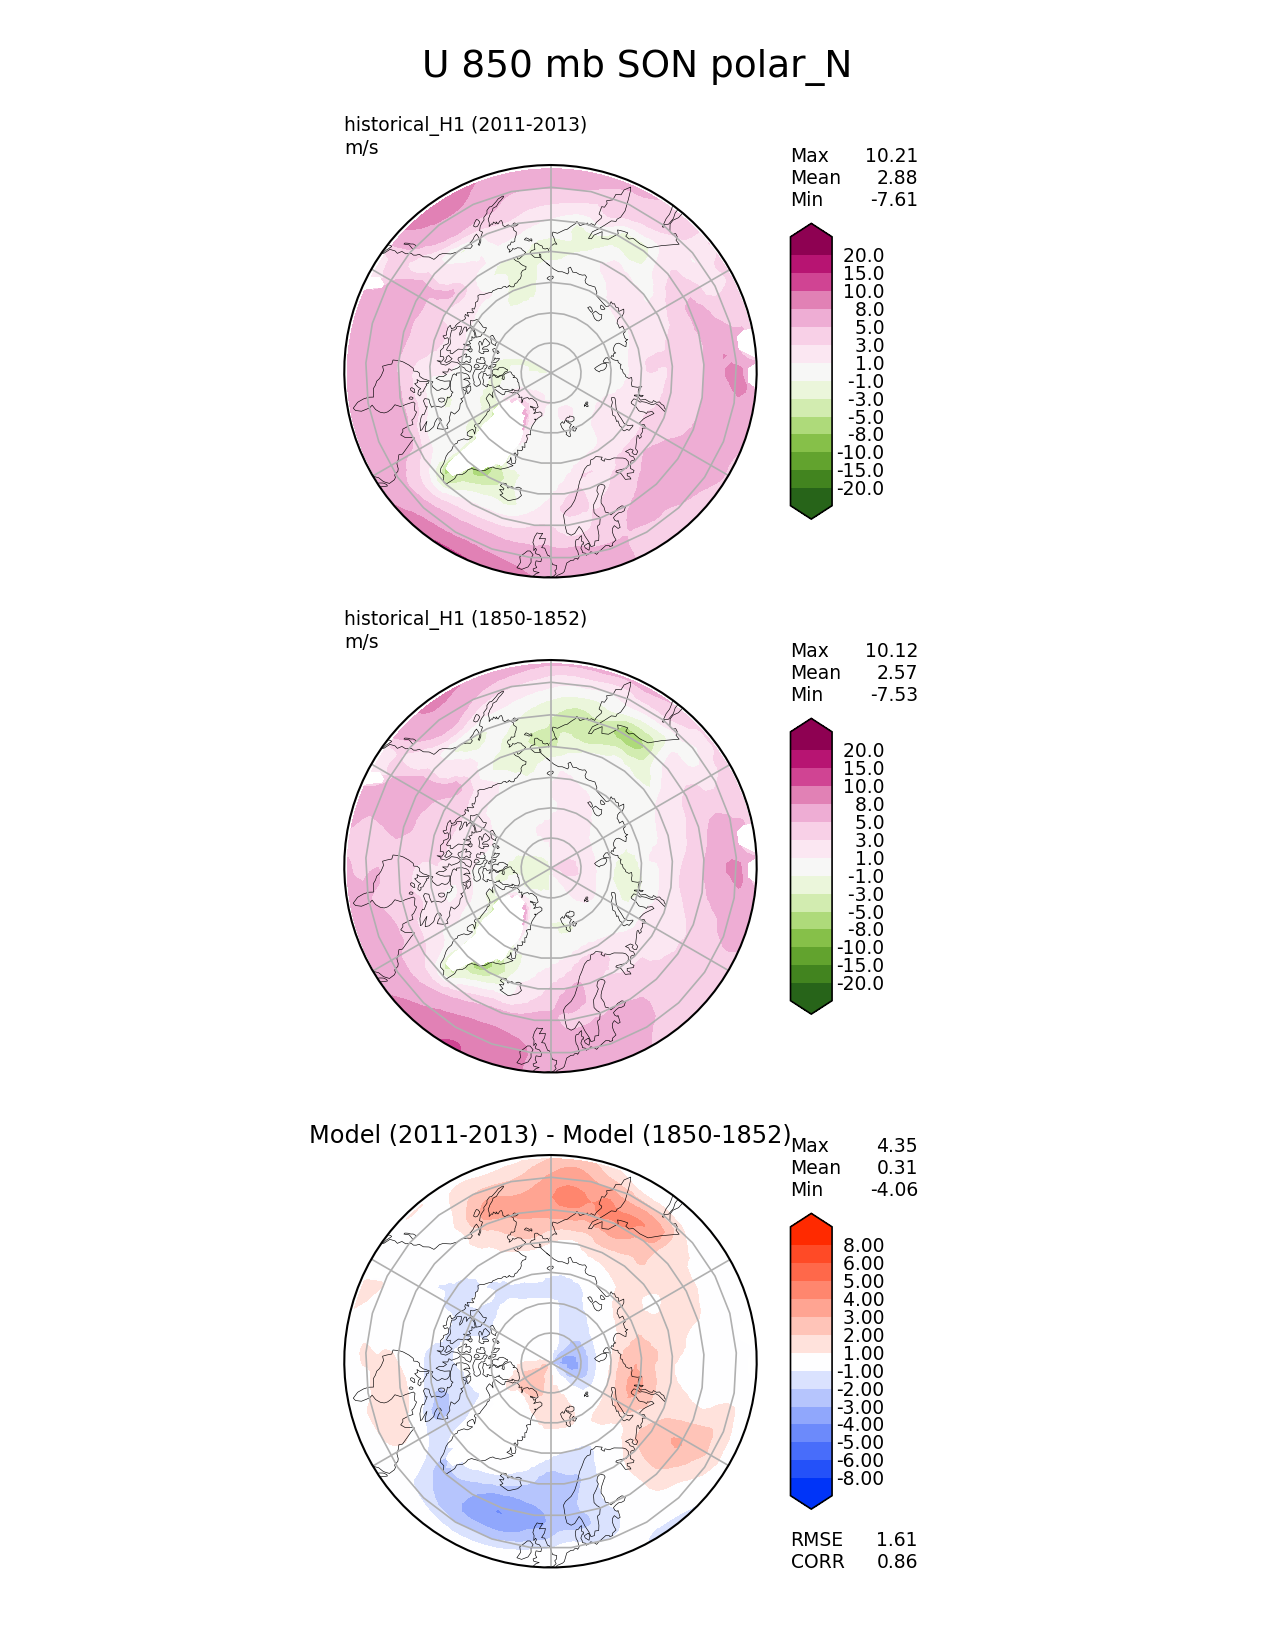 U 850 mb SON polar_N
historical_H1 (2011-2013)
m/s
Max 10.21
Mean 2.88
Min -7.61
20.0
15.0
10.0
8.0
5.0
3.0
1.0
-1.0
-3.0
-5.0
-8.0
-10.0
-15.0
-20.0
historical_H1 (1850-1852)
m/s
Max 10.12
Mean 2.57
Min -7.53
20.0
15.0
10.0
8.0
5.0
3.0
1.0
-1.0
-3.0
-5.0
-8.0
-10.0
-15.0
-20.0
Model (2011-2013) - Model (1850-1852)
Max 4.35
Mean 0.31
Min -4.06
8.00
6.00
5.00
4.00
3.00
2.00
1.00
-1.00
-2.00
-3.00
-4.00
-5.00
-6.00
-8.00
RMSE 1.61
CORR 0.86